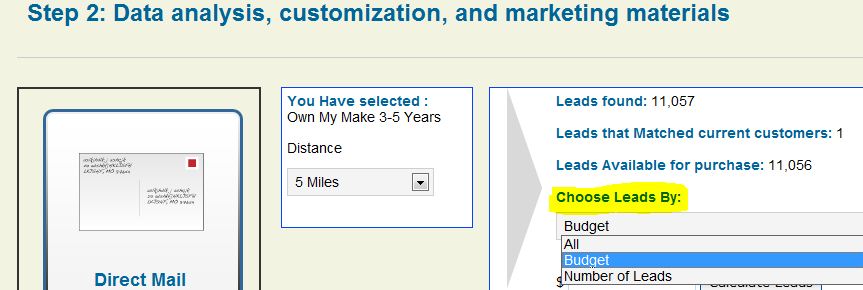 Step 2: Data analysis, customization, and marketing materials
Direct Mail
You Have selected :
Own My Make 3-5 Years
Distance
5 Miles
Leads found: 11,057
Leads that Matched current customers: 1
Leads Available for purchase: 11,056
Choose Leads By:
Budget
All
Budget
Number of Leads
$